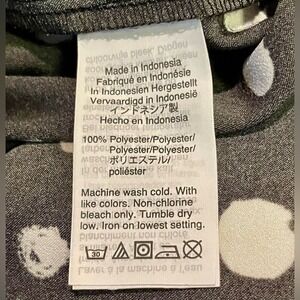 Made in Indonesia
Fabriqué en Indonésie
In Indonesien Hergestellt
Vervaardigd in Indonesië
インドネシア製
Hecho en Indonesia
100% Polyester/Polyester/
Polyester/Polyester/
ポリエステル/
poliéster
Machine wash cold. With
like colors. Non-chlorine
bleach only. Tumble dry
low. Iron on lowest setting.
30